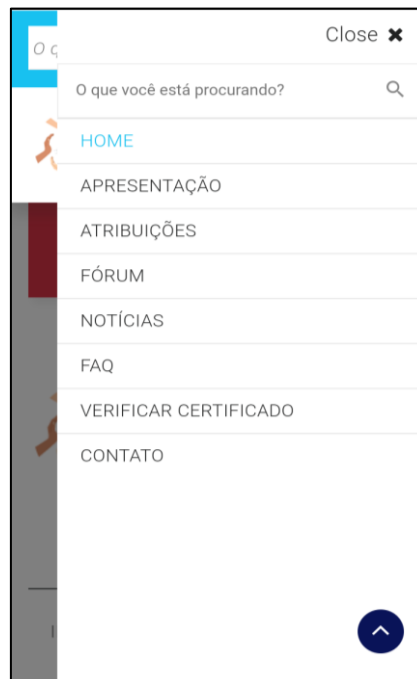 Close ✖
O q
O que você está procurando?
HOME
APRESENTAÇÃO
ATRIBUIÇÕES
FÓRUM
NOTÍCIAS
FAQ
VERIFICAR CERTIFICADO
CONTATO